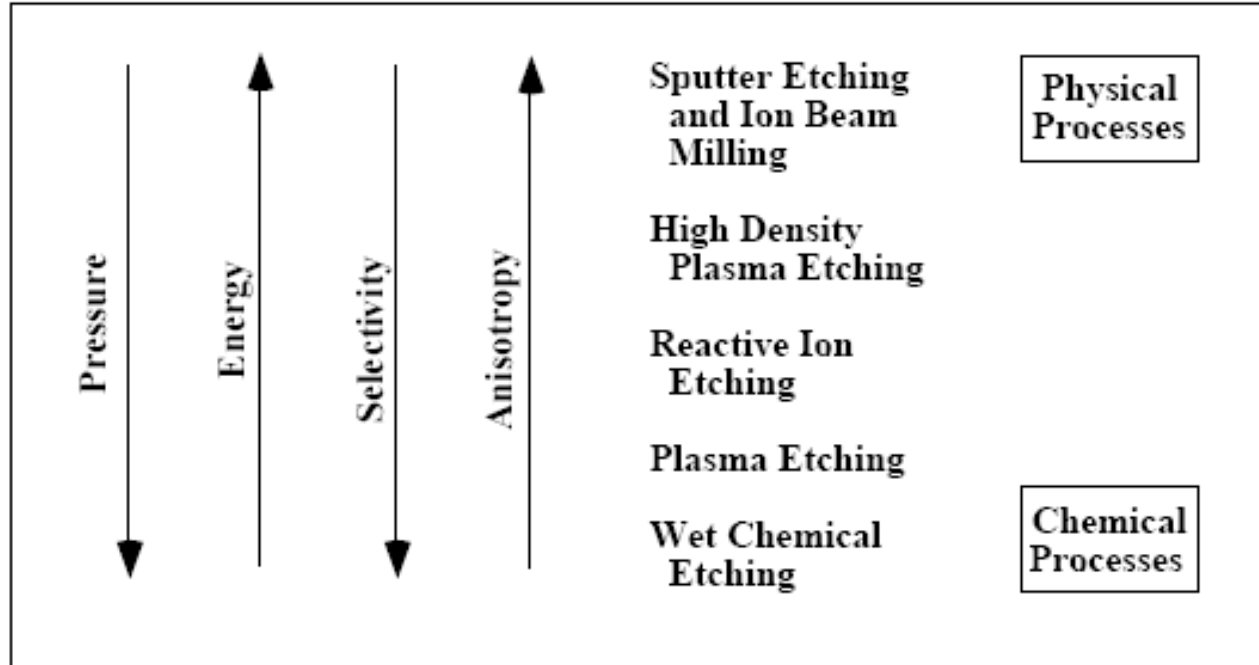 Pressure
Energy
Selectivity
Anisotropy
Sputter Etching
and Ion Beam
Milling
High Density
Plasma Etching
Reactive Ion
Etching
Plasma Etching
Wet Chemical
Etching
Physical
Processes
Chemical
Processes